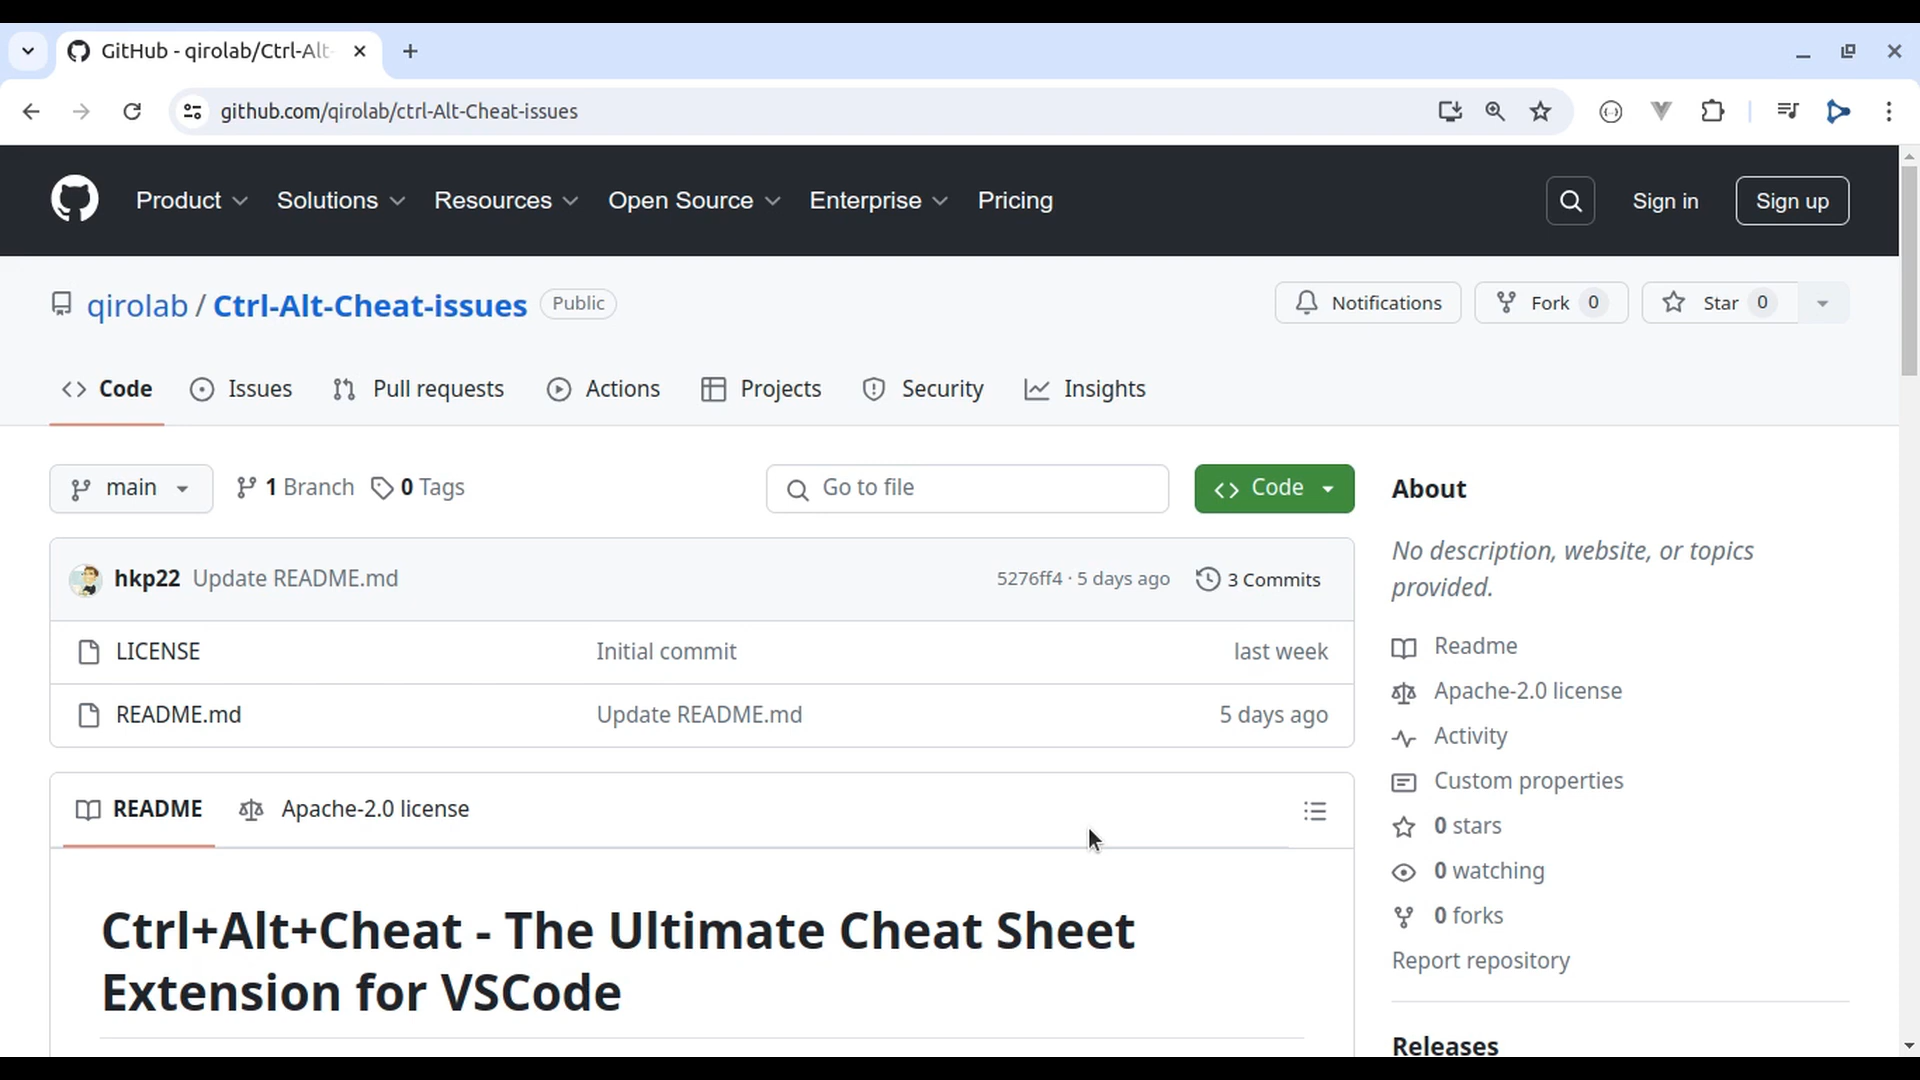 GitHub - qirolab/Ctrl-Alt-
github.com/qirolab/ctrl-Alt-Cheat-issues
Product Solutions Resources Open Source Enterprise Pricing Sign in Sign up
qirolab / Ctrl-Alt-Cheat-issues Public Notifications Fork 0 Star 0
Code Issues Pull requests Actions Projects Security Insights
main 1 Branch 0 Tags Go to file Code
hkp22 Update README.md 5276ff4 · 5 days ago 3 Commits
LICENSE Initial commit last week
README.md Update README.md 5 days ago
README Apache-2.0 license
Ctrl+Alt+Cheat - The Ultimate Cheat Sheet
Extension for VSCode
About
No description, website, or topics
provided.
Readme
Apache-2.0 license
Activity
Custom properties
0 stars
0 watching
0 forks
Report repository
Releases